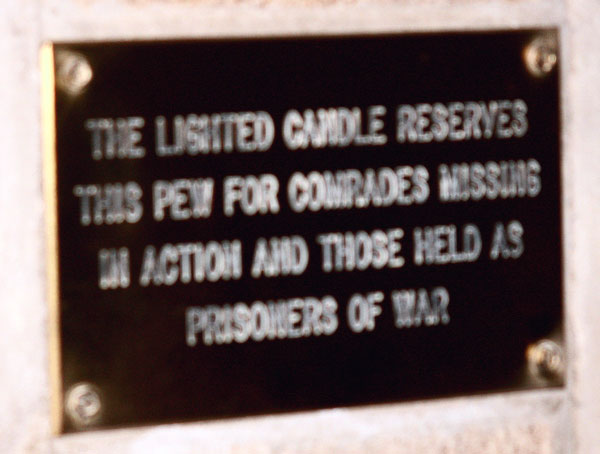 THE LIGHTED CANDLE RESERVES
THIS PEW FOR COMRADES MISSING
IN ACTION AND THOSE HELD AS
PRISONERS OF WAR